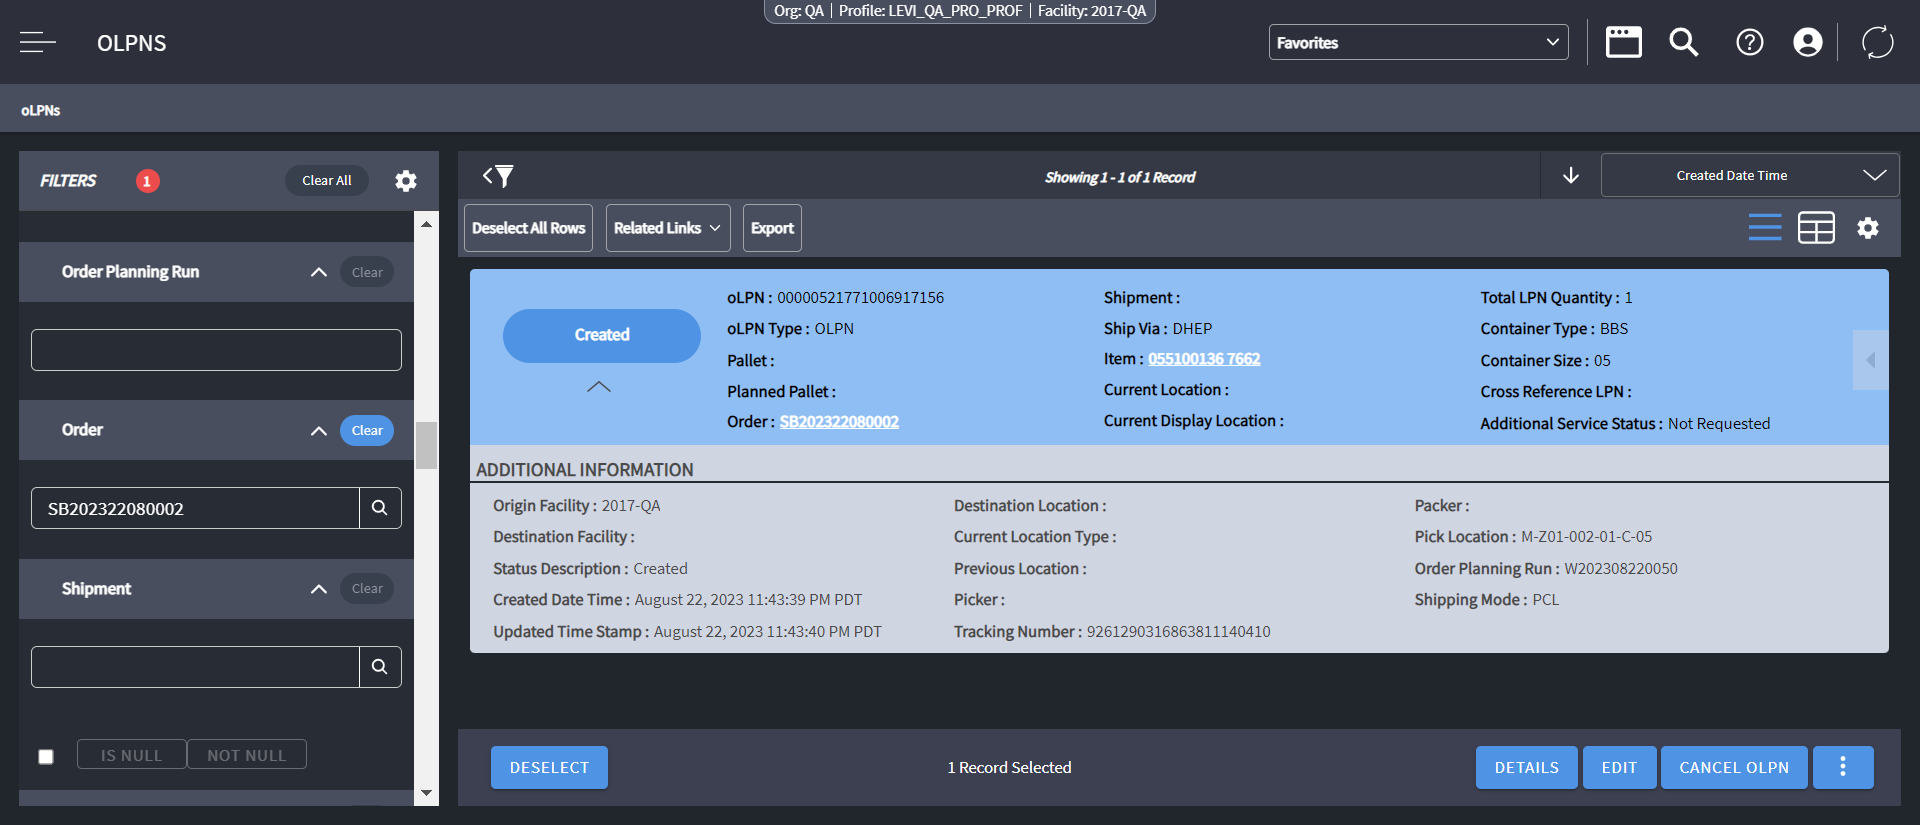 Org: QA | Profile: LEVI_QA_PRO_PROF | Facility: 2017-QA
OLPNS
Favorites
oLPNs
FILTERS
1
Clear All
Order Planning Run
Clear
Order
Clear
SB202322080002
Shipment
Clear
IS NULL
NOT NULL
Showing 1 - 1 of 1 Record
Created Date Time
Deselect All Rows
Related Links
Export
Created
oLPN : 00000521771006917156
oLPN Type : OLPN
Pallet :
Planned Pallet :
Order : SB202322080002
Shipment :
Ship Via : DHEP
Item : 055100136 7662
Current Location :
Current Display Location :
Total LPN Quantity : 1
Container Type : BBS
Container Size : 05
Cross Reference LPN :
Additional Service Status : Not Requested
ADDITIONAL INFORMATION
Origin Facility : 2017-QA
Destination Facility :
Status Description : Created
Created Date Time : August 22, 2023 11:43:39 PM PDT
Updated Time Stamp : August 22, 2023 11:43:40 PM PDT
Destination Location :
Current Location Type :
Previous Location :
Picker :
Tracking Number : 9261290316863811140410
Packer :
Pick Location : M-Z01-002-01-C-05
Order Planning Run : W202308220050
Shipping Mode : PCL
DESELECT
1 Record Selected
DETAILS
EDIT
CANCEL OLPN